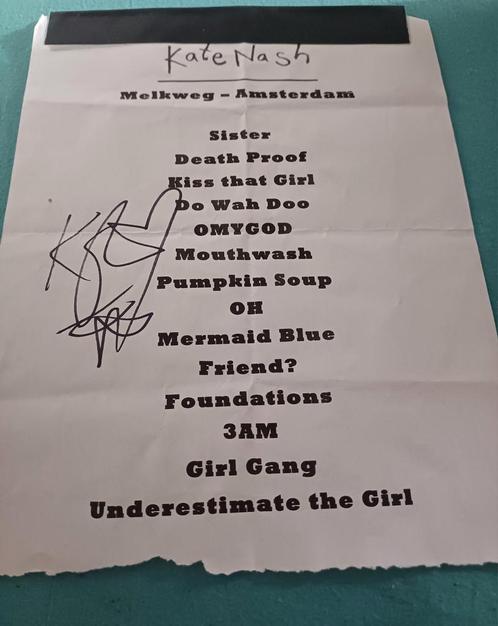 Kate Nash
Melkweg – Amsterdam
Sister
Death Proof
Kiss that Girl
Do Wah Doo
OMYGOD
Mouthwash
Pumpkin Soup
OH
Mermaid Blue
Friend?
Foundations
3AM
Girl Gang
Underestimate the Girl